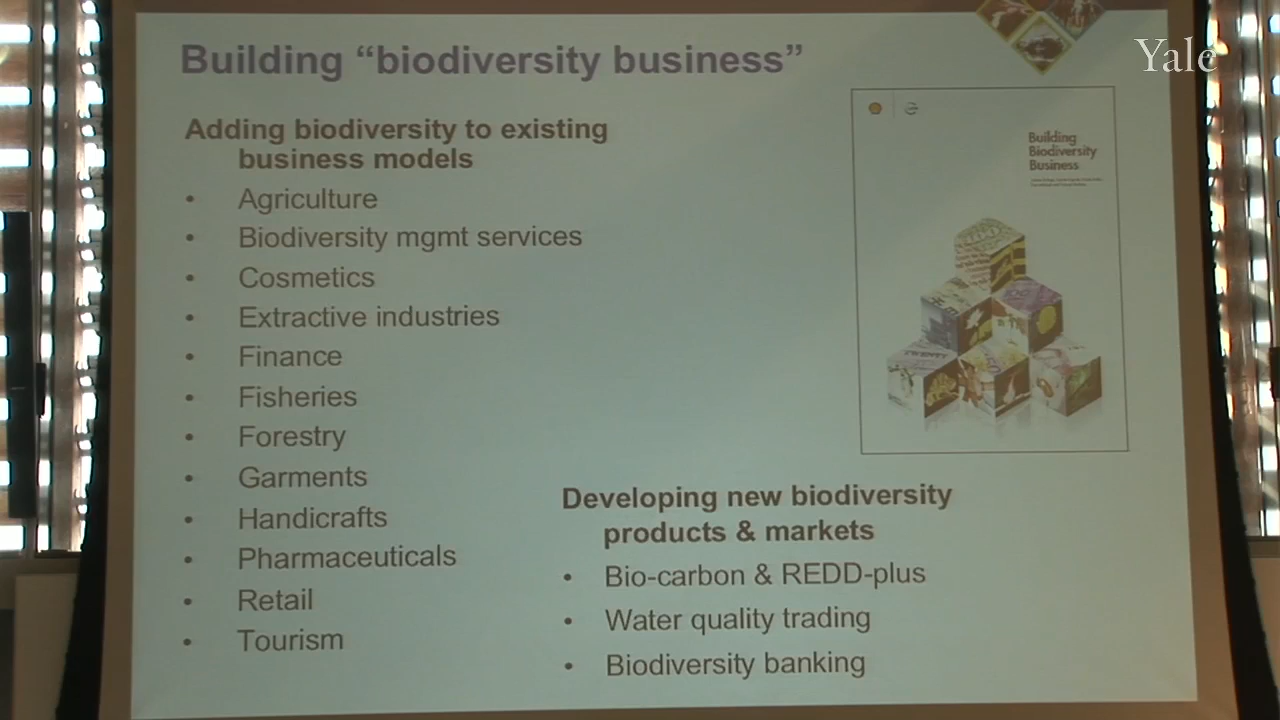 Yale
Building “biodiversity business”
Adding biodiversity to existing
business models
• Agriculture
• Biodiversity mgmt services
• Cosmetics
• Extractive industries
• Finance
• Fisheries
• Forestry
• Garments
• Handicrafts
• Pharmaceuticals
• Retail
• Tourism
Building
Biodiversity
Business
Developing new biodiversity
products & markets
• Bio-carbon & REDD-plus
• Water quality trading
• Biodiversity banking